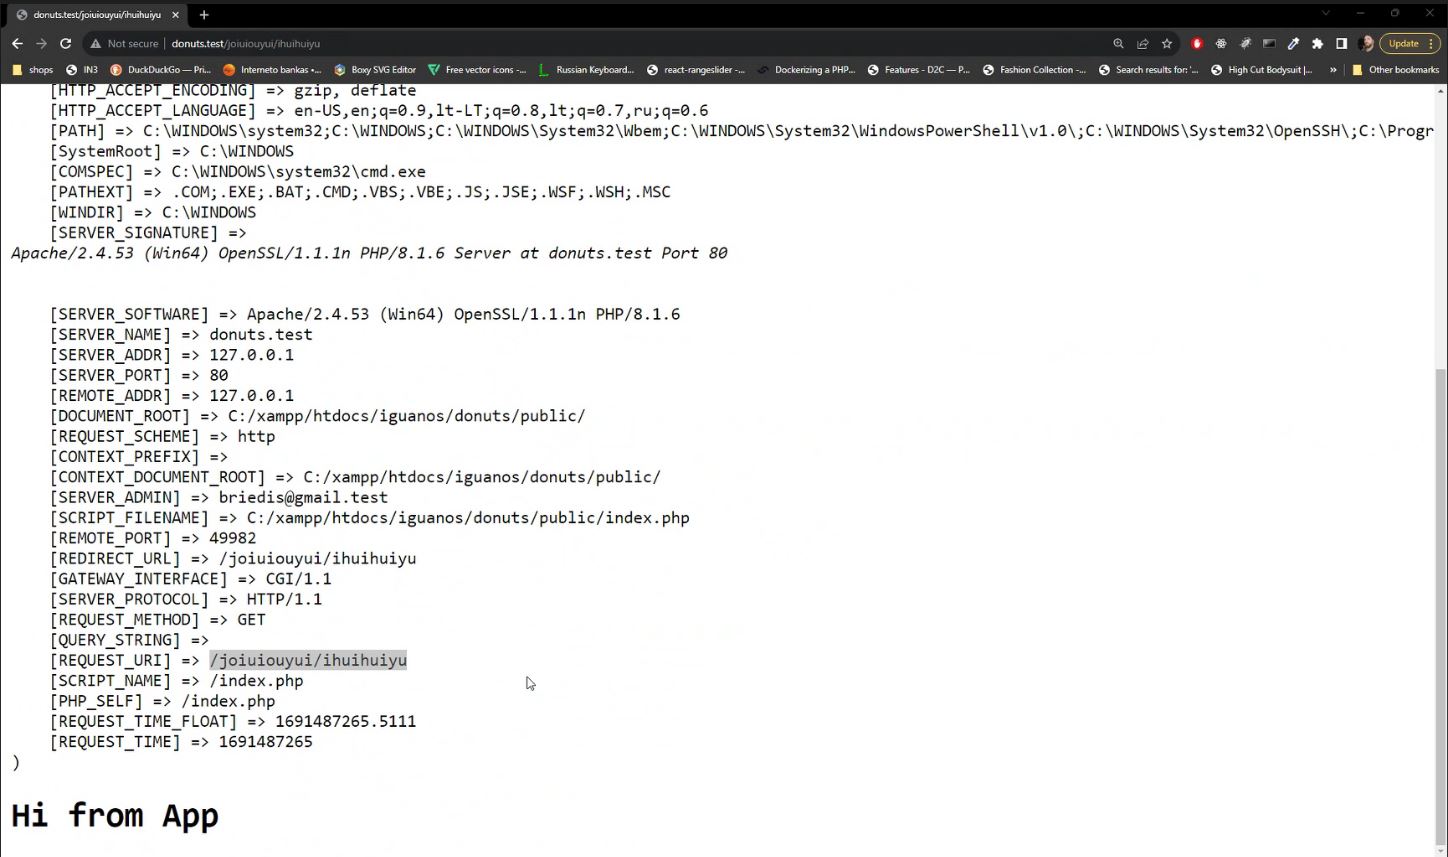 donuts.test/joiuiouyui/ihuihuiyu
Not secure | donuts.test/joiuiouyui/ihuihuiyu
Update
shops IN3 DuckDuckGo — Pri... Interneto bankas •... Boxy SVG Editor Free vector icons -... Russian Keyboard... react-rangeslider -... Dockerizing a PHP... Features - D2C — P... Fashion Collection -... Search results for: '... High Cut Bodysuit |... » Other bookmarks
[HTTP_ACCEPT_ENCODING] => gzip, deflate
[HTTP_ACCEPT_LANGUAGE] => en-US,en;q=0.9,lt-LT;q=0.8,lt;q=0.7,ru;q=0.6
[PATH] => C:\WINDOWS\system32;C:\WINDOWS;C:\WINDOWS\System32\Wbem;C:\WINDOWS\System32\WindowsPowerShell\v1.0\;C:\WINDOWS\System32\OpenSSH\;C:\Progr
[SystemRoot] => C:\WINDOWS
[COMSPEC] => C:\WINDOWS\system32\cmd.exe
[PATHEXT] => .COM;.EXE;.BAT;.CMD;.VBS;.VBE;.JS;.JSE;.WSF;.WSH;.MSC
[WINDIR] => C:\WINDOWS
[SERVER_SIGNATURE] =>
Apache/2.4.53 (Win64) OpenSSL/1.1.1n PHP/8.1.6 Server at donuts.test Port 80
[SERVER_SOFTWARE] => Apache/2.4.53 (Win64) OpenSSL/1.1.1n PHP/8.1.6
[SERVER_NAME] => donuts.test
[SERVER_ADDR] => 127.0.0.1
[SERVER_PORT] => 80
[REMOTE_ADDR] => 127.0.0.1
[DOCUMENT_ROOT] => C:/xampp/htdocs/iguanos/donuts/public/
[REQUEST_SCHEME] => http
[CONTEXT_PREFIX] =>
[CONTEXT_DOCUMENT_ROOT] => C:/xampp/htdocs/iguanos/donuts/public/
[SERVER_ADMIN] => briedis@gmail.test
[SCRIPT_FILENAME] => C:/xampp/htdocs/iguanos/donuts/public/index.php
[REMOTE_PORT] => 49982
[REDIRECT_URL] => /joiuiouyui/ihuihuiyu
[GATEWAY_INTERFACE] => CGI/1.1
[SERVER_PROTOCOL] => HTTP/1.1
[REQUEST_METHOD] => GET
[QUERY_STRING] =>
[REQUEST_URI] => /joiuiouyui/ihuihuiyu
[SCRIPT_NAME] => /index.php
[PHP_SELF] => /index.php
[REQUEST_TIME_FLOAT] => 1691487265.5111
[REQUEST_TIME] => 1691487265
)
Hi from App